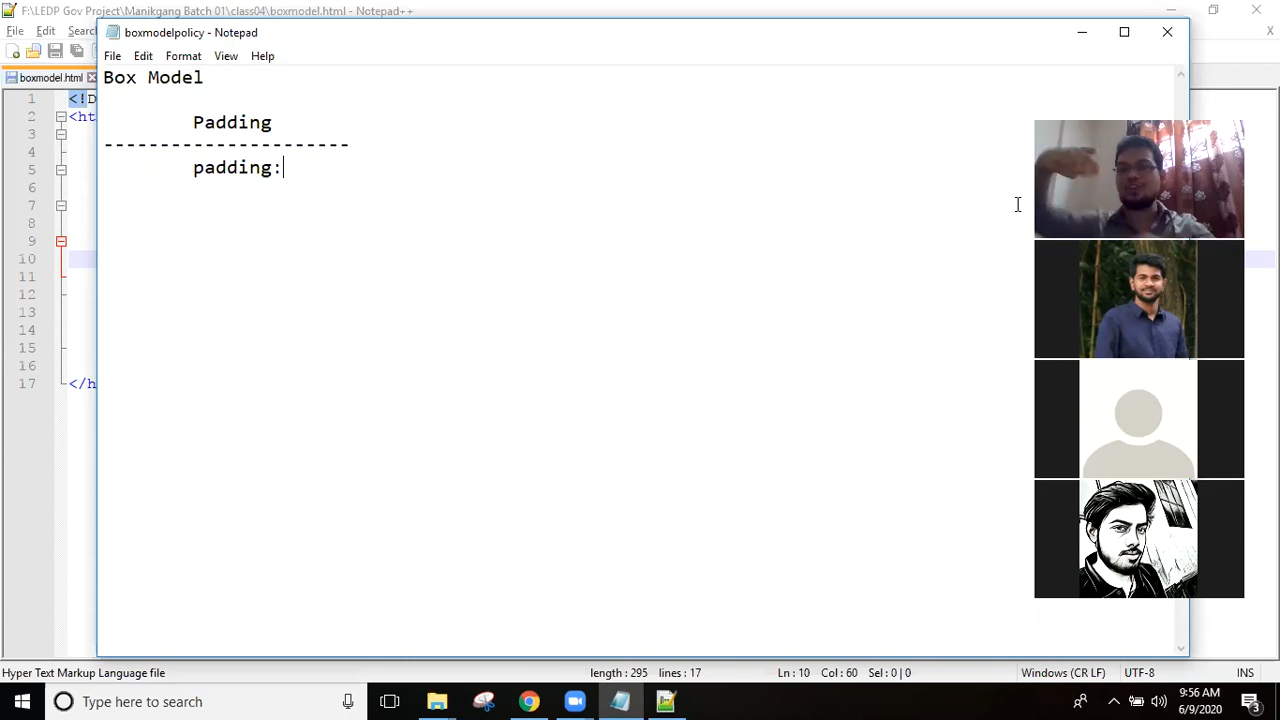 F:\LEDP Gov Project\Manikgang Batch 01\class04\boxmodel.html - Notepad++
File Edit Searc
boxmodelpolicy - Notepad
File Edit Format View Help
boxmodel.html
Box Model
Padding
----------------------
padding:
1 <!D
2 <ht
3
4
5
6
7
8
9
10
11
12
13
14
15
16
17 </h
Hyper Text Markup Language file length : 295 lines : 17 Ln : 10 Col : 60 Sel : 0 | 0 Windows (CR LF) UTF-8 INS
Type here to search
9:56 AM
6/9/2020
3